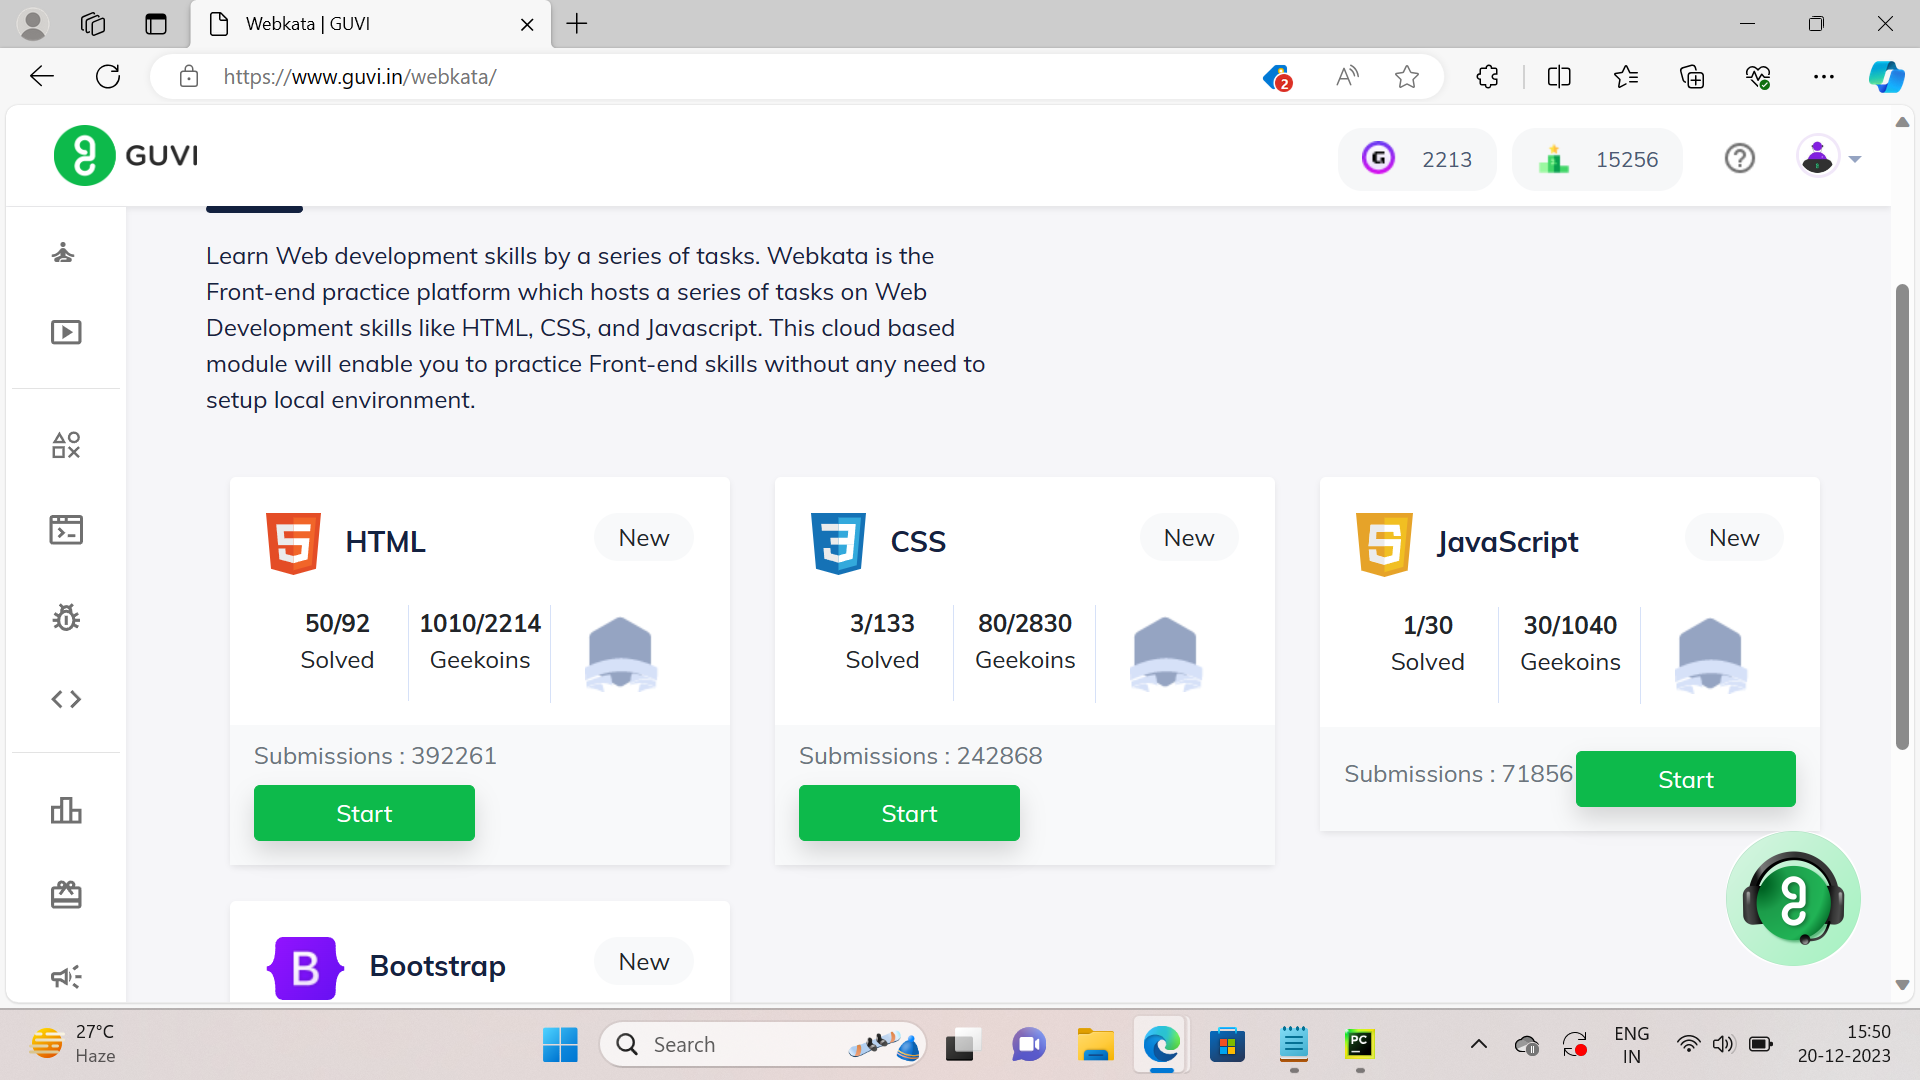 Webkata | GUVI
https://www.guvi.in/webkata/
2
GUVI
G
2213
15256
Learn Web development skills by a series of tasks. Webkata is the
Front-end practice platform which hosts a series of tasks on Web
Development skills like HTML, CSS, and Javascript. This cloud based
module will enable you to practice Front-end skills without any need to
setup local environment.
HTML
New
50/92
Solved
1010/2214
Geekoins
Submissions : 392261
Start
CSS
New
3/133
Solved
80/2830
Geekoins
Submissions : 242868
Start
JavaScript
New
1/30
Solved
30/1040
Geekoins
Submissions : 71856
Start
B
Bootstrap
New
27°C
Haze
Search
PC
ENG
IN
15:50
20-12-2023